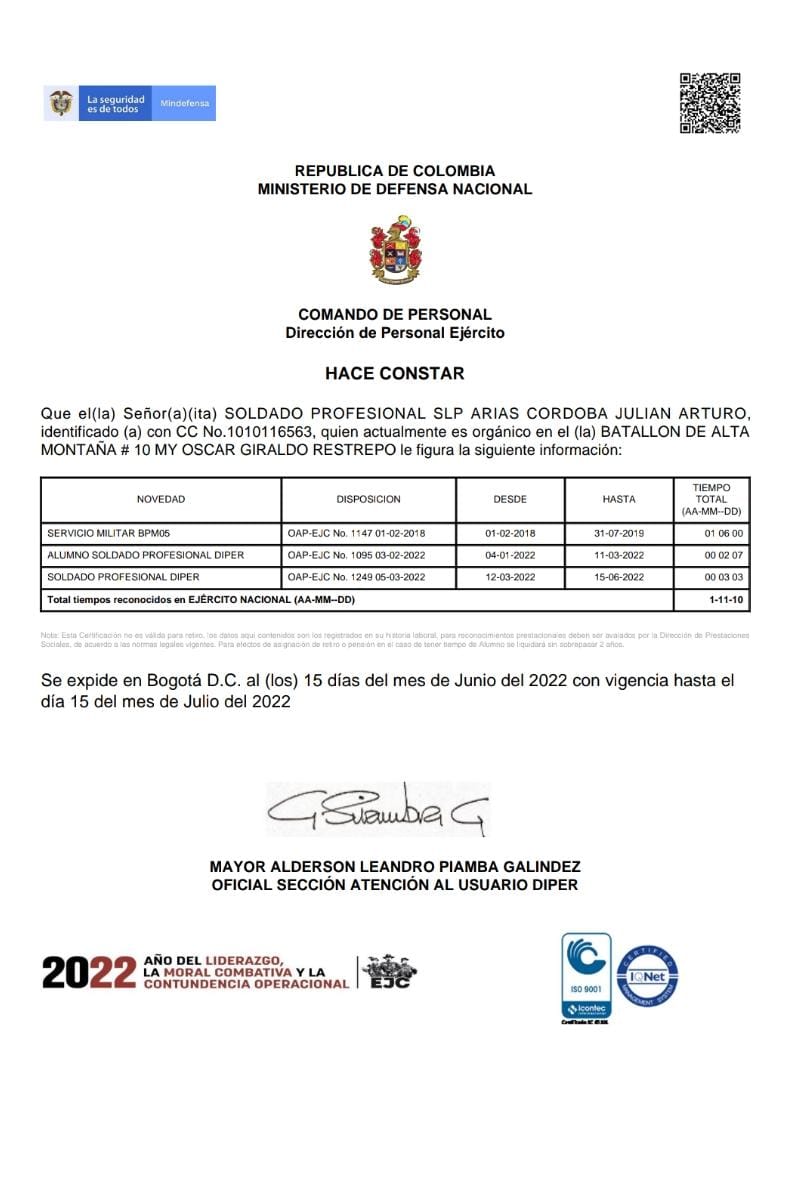 La seguridad
es de todos
Mindefensa
REPUBLICA DE COLOMBIA
MINISTERIO DE DEFENSA NACIONAL
COMANDO DE PERSONAL
Dirección de Personal Ejército
HACE CONSTAR
Que el(la) Señor(a)(ita) SOLDADO PROFESIONAL SLP ARIAS CORDOBA JULIAN ARTURO,
identificado (a) con CC No.1010116563, quien actualmente es orgánico en el (la) BATALLON DE ALTA
MONTAÑA # 10 MY OSCAR GIRALDO RESTREPO le figura la siguiente información:
NOVEDAD DISPOSICION DESDE HASTA TIEMPO TOTAL (AA-MM--DD)
SERVICIO MILITAR BPM05 OAP-EJC No. 1147 01-02-2018 01-02-2018 31-07-2019 01 06 00
ALUMNO SOLDADO PROFESIONAL DIPER OAP-EJC No. 1095 03-02-2022 04-01-2022 11-03-2022 00 02 07
SOLDADO PROFESIONAL DIPER OAP-EJC No. 1249 05-03-2022 12-03-2022 15-06-2022 00 03 03
Total tiempos reconocidos en EJÉRCITO NACIONAL (AA-MM--DD) 1-11-10
Nota: Esta Certificación no es válida para retiro, los datos aqui contenidos son los registrados en su historia laboral, para reconocimientos prestacionales deben ser avalados por la Dirección de Prestaciones
Sociales, de acuerdo a las normas legales vigentes. Para efectos de asignación de retiro o pensión en el caso de tener tiempo de Alumno se liquidará sin sobrepasar 2 años.
Se expide en Bogotá D.C. al (los) 15 días del mes de Junio del 2022 con vigencia hasta el
día 15 del mes de Julio del 2022
MAYOR ALDERSON LEANDRO PIAMBA GALINDEZ
OFICIAL SECCIÓN ATENCIÓN AL USUARIO DIPER
2022 AÑO DEL LIDERAZGO,
LA MORAL COMBATIVA Y LA
CONTUNDENCIA OPERACIONAL
EJC
ISO 9001
icontec
CERTIFIED
IQNet
MANAGEMENT SYSTEM